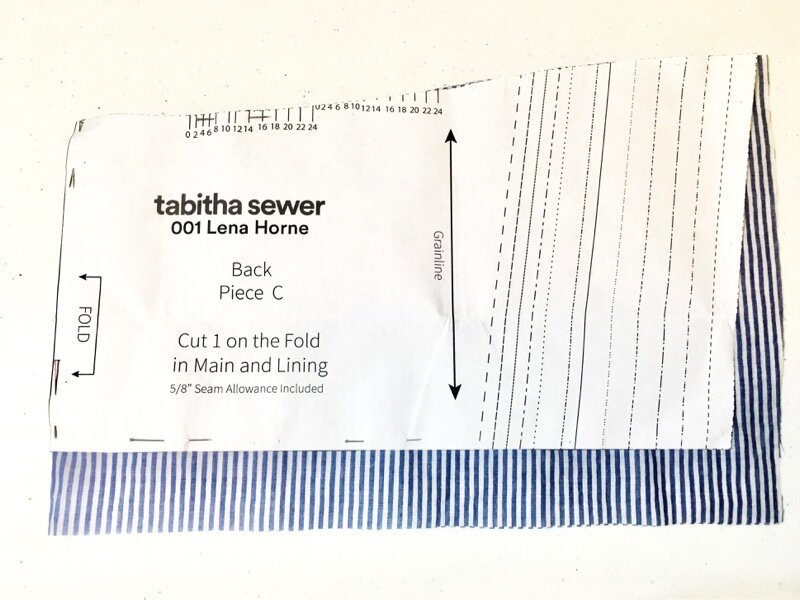 0 2 4 6 8 10 12 14 16 18 20 22 24
0 2 4 6 8 10 12 14 16 18 20 22 24
tabitha sewer
001 Lena Horne
Back
Piece C
Cut 1 on the Fold
in Main and Lining
5/8” Seam Allowance Included
FOLD
Grainline